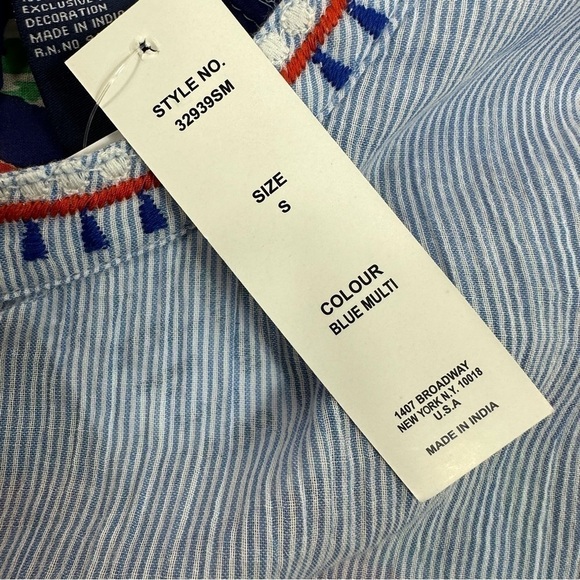 EXCLUSIVE
DECORATION
MADE IN INDIA
R.N. NO
STYLE NO.
32939SM
SIZE
S
COLOUR
BLUE MULTI
1407 BROADWAY
NEW YORK N.Y. 10018
U.S.A
MADE IN INDIA